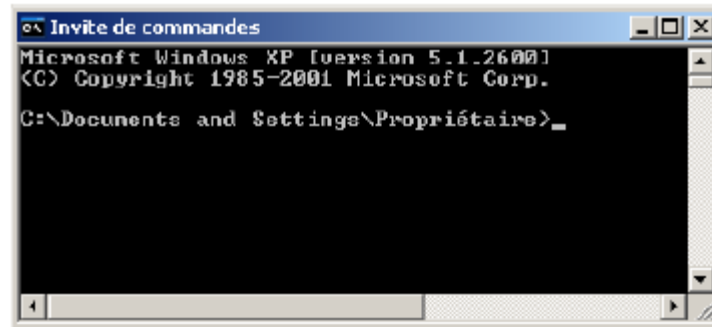 Invite de commandes
Microsoft Windows XP [version 5.1.2600]
(C) Copyright 1985-2001 Microsoft Corp.
C:\Documents and Settings\Propriétaire>_